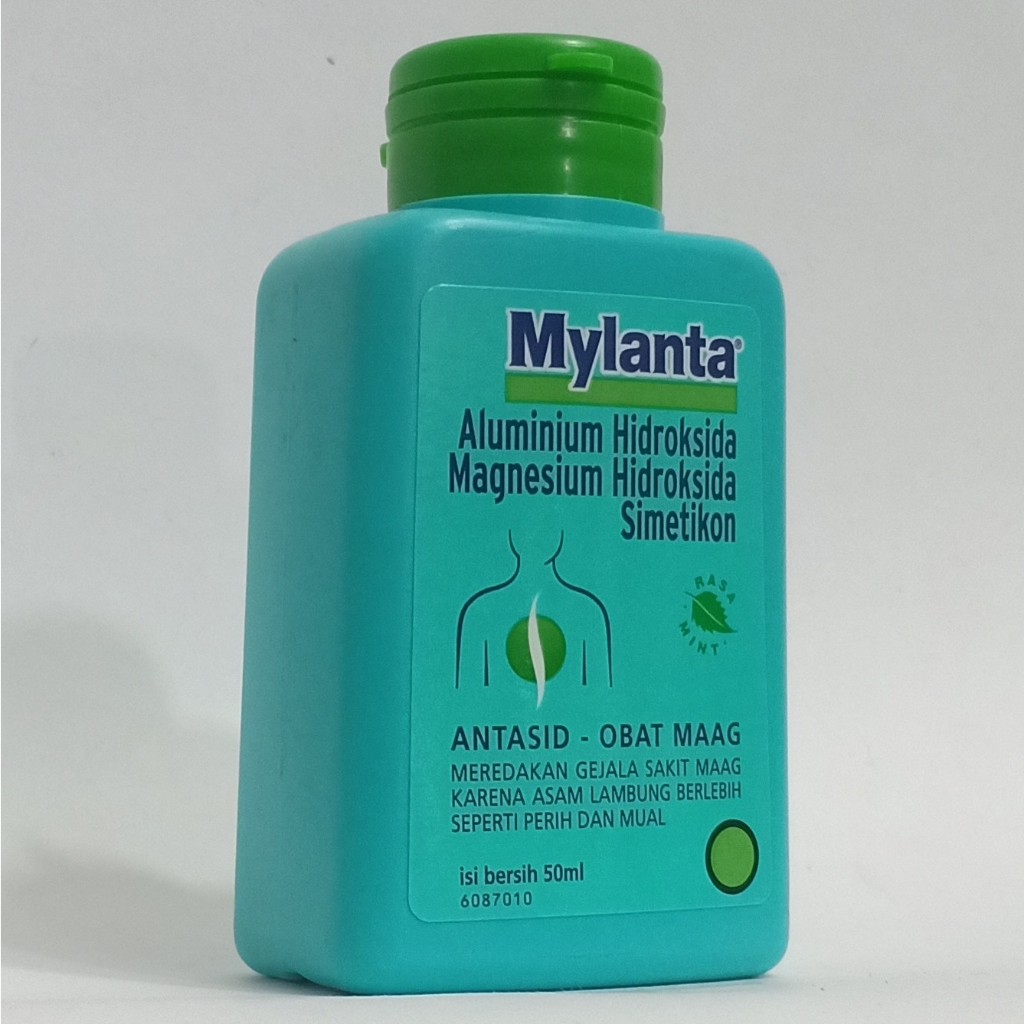 Mylanta®
Aluminium Hidroksida
Magnesium Hidroksida
Simetikon
RASA
MINT
ANTASID - OBAT MAAG
MEREDAKAN GEJALA SAKIT MAAG
KARENA ASAM LAMBUNG BERLEBIH
SEPERTI PERIH DAN MUAL
isi bersih 50ml
6087010